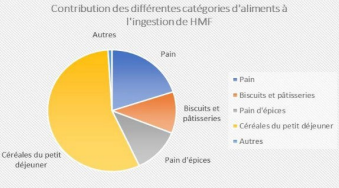 Contribution des différentes catégories d'aliments à
l'ingestion de HMF
Autres
Pain
Biscuits et
pâtisseries
Pain d'épices
Céréales du petit
déjeuner
Pain
Biscuits et pâtisseries
Pain d'épices
Céréales du petit déjeuner
Autres